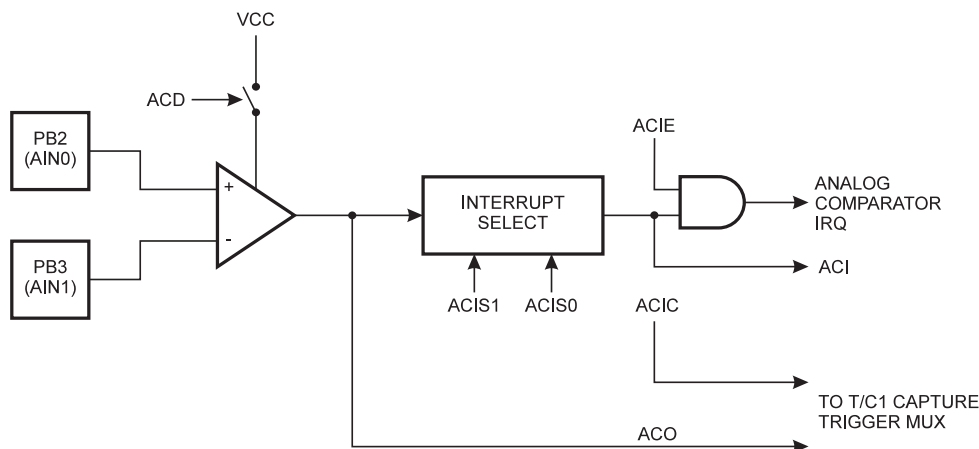 VCC
ACD
PB2
(AIN0)
+
-
PB3
(AIN1)
INTERRUPT
SELECT
ACIS1
ACIS0
ACIE
ANALOG
COMPARATOR
IRQ
ACI
ACIC
TO T/C1 CAPTURE
TRIGGER MUX
ACO